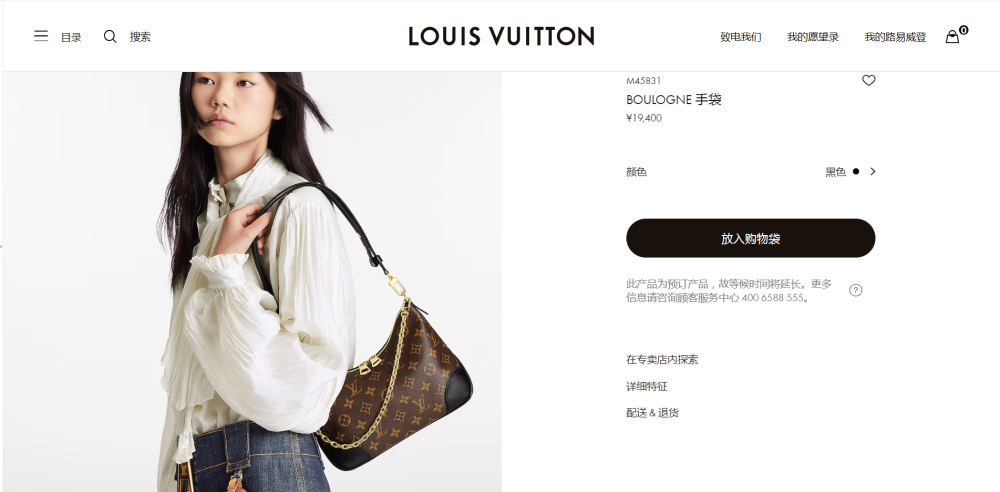 目录
搜索
LOUIS VUITTON
致电我们
我的愿望录
我的路易威登
0
M45831
BOULOGNE 手袋
¥19,400
颜色
黑色
放入购物袋
此产品为预订产品，故等候时间将延长。更多
信息请咨询顾客服务中心 400 6588 555。
?
在专卖店内探索
详细特征
配送 & 退货